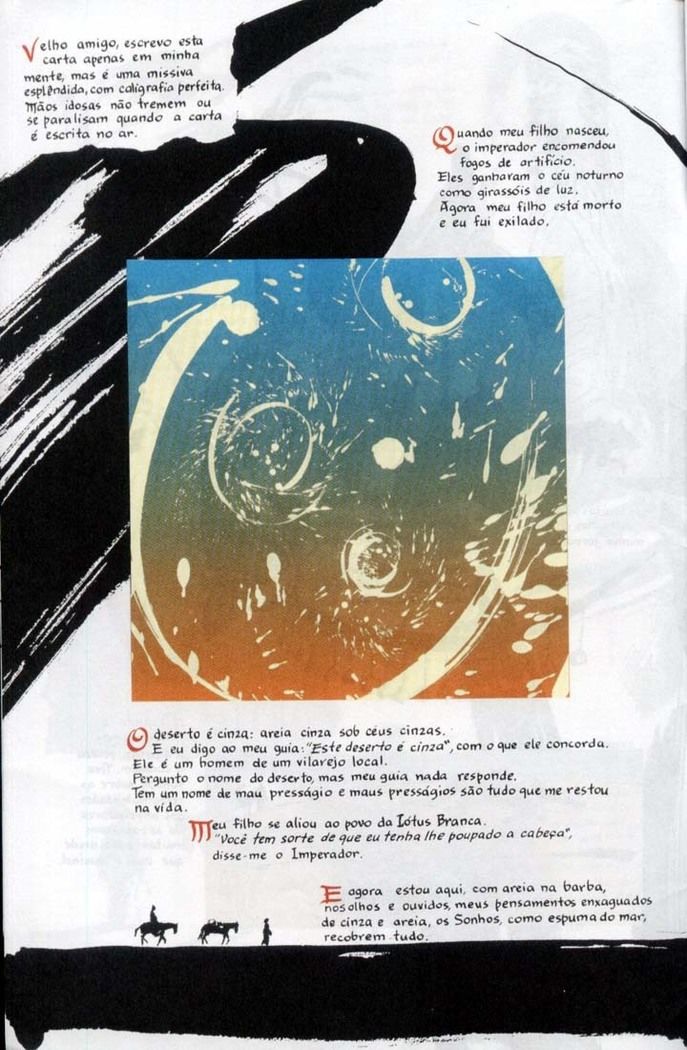 Velho amigo, escrevo esta
carta apenas em minha
mente, mas é uma missiva
esplêndida, com caligrafia perfeita.
Mãos idosas não tremem ou
se paralisam quando a carta
é escrita no ar.
Quando meu filho nasceu,
o imperador encomendou
fogos de artifício.
Eles ganharam o céu noturno
como girassóis de luz.
Agora meu filho está morto
e eu fui exilado.
O deserto é cinza: areia cinza sob céus cinzas.
E eu digo ao meu guia: "Este deserto é cinza", com o que ele concorda.
Ele é um homem de um vilarejo local.
Pergunto o nome do deserto, mas meu guia nada responde.
Tem um nome de mau presságio e maus presságios são tudo que me restou
na vida.
Meu filho se aliou ao povo da Lótus Branca.
"Você tem sorte de que eu tenha lhe poupado a cabeça",
disse-me o Imperador.
E agora estou aqui, com areia na barba,
nos olhos e ouvidos, meus pensamentos enxaguados
de cinza e areia, os Sonhos, como espuma do mar,
recobrem tudo.